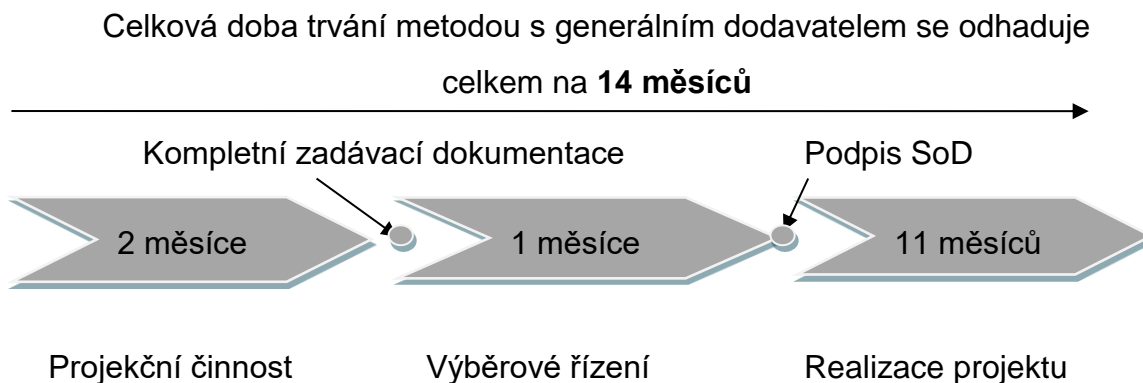 Celková doba trvání metodou s generálním dodavatelem se odhaduje
celkem na 14 měsíců
Kompletní zadávací dokumentace
Podpis SoD
2 měsíce
1 měsíce
11 měsíců
Projekční činnost
Výběrové řízení
Realizace projektu